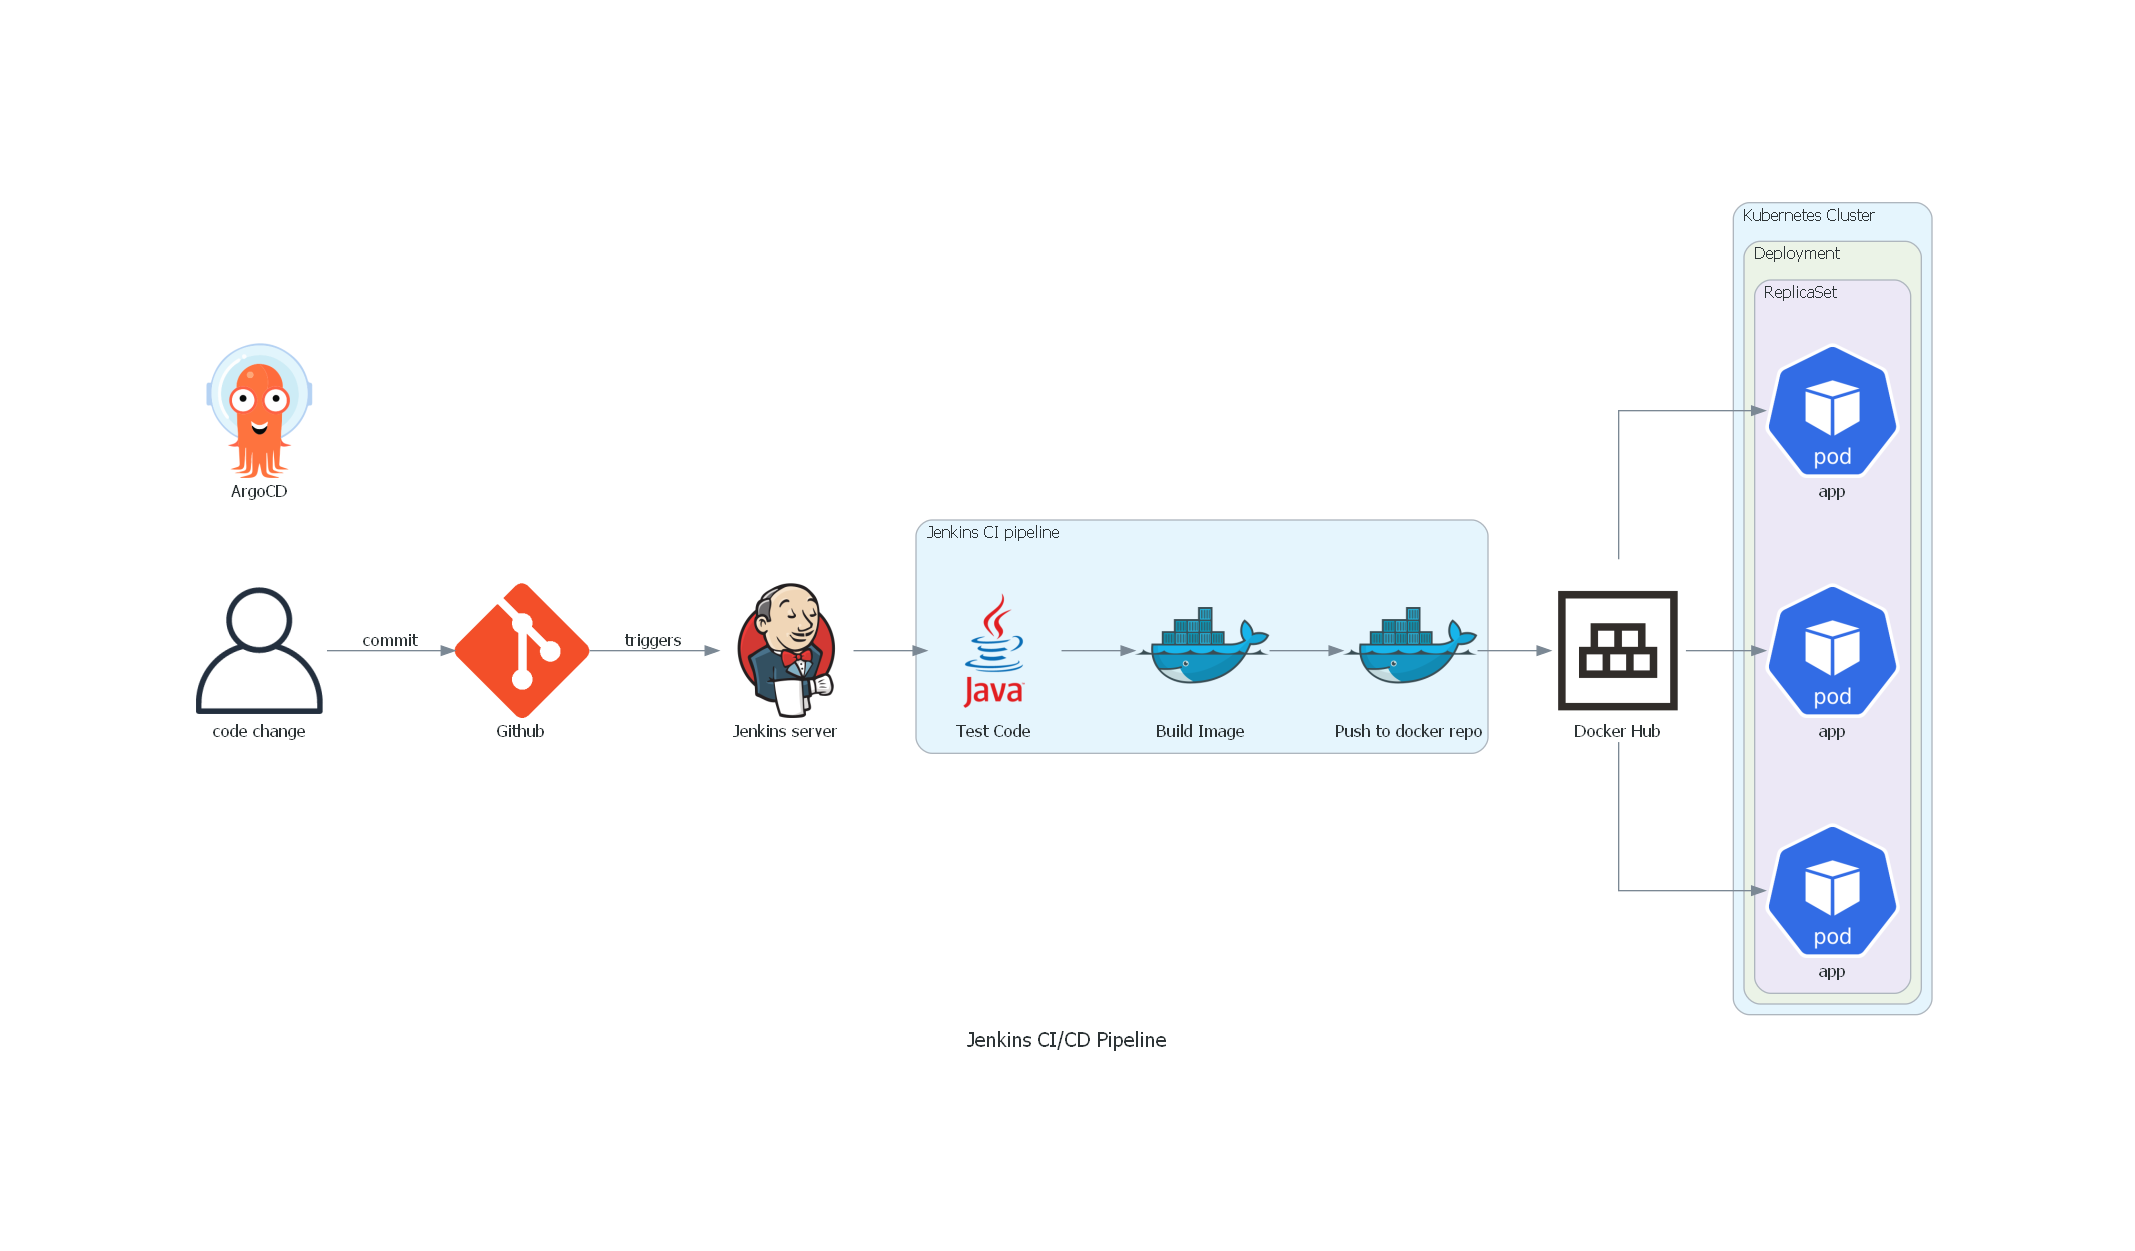 Kubernetes Cluster
Deployment
ReplicaSet
pod
app
ArgoCD
Jenkins CI pipeline
commit
triggers
Java
pod
code change
Github
Jenkins server
Test Code
Build Image
Push to docker repo
Docker Hub
app
pod
app
Jenkins CI/CD Pipeline